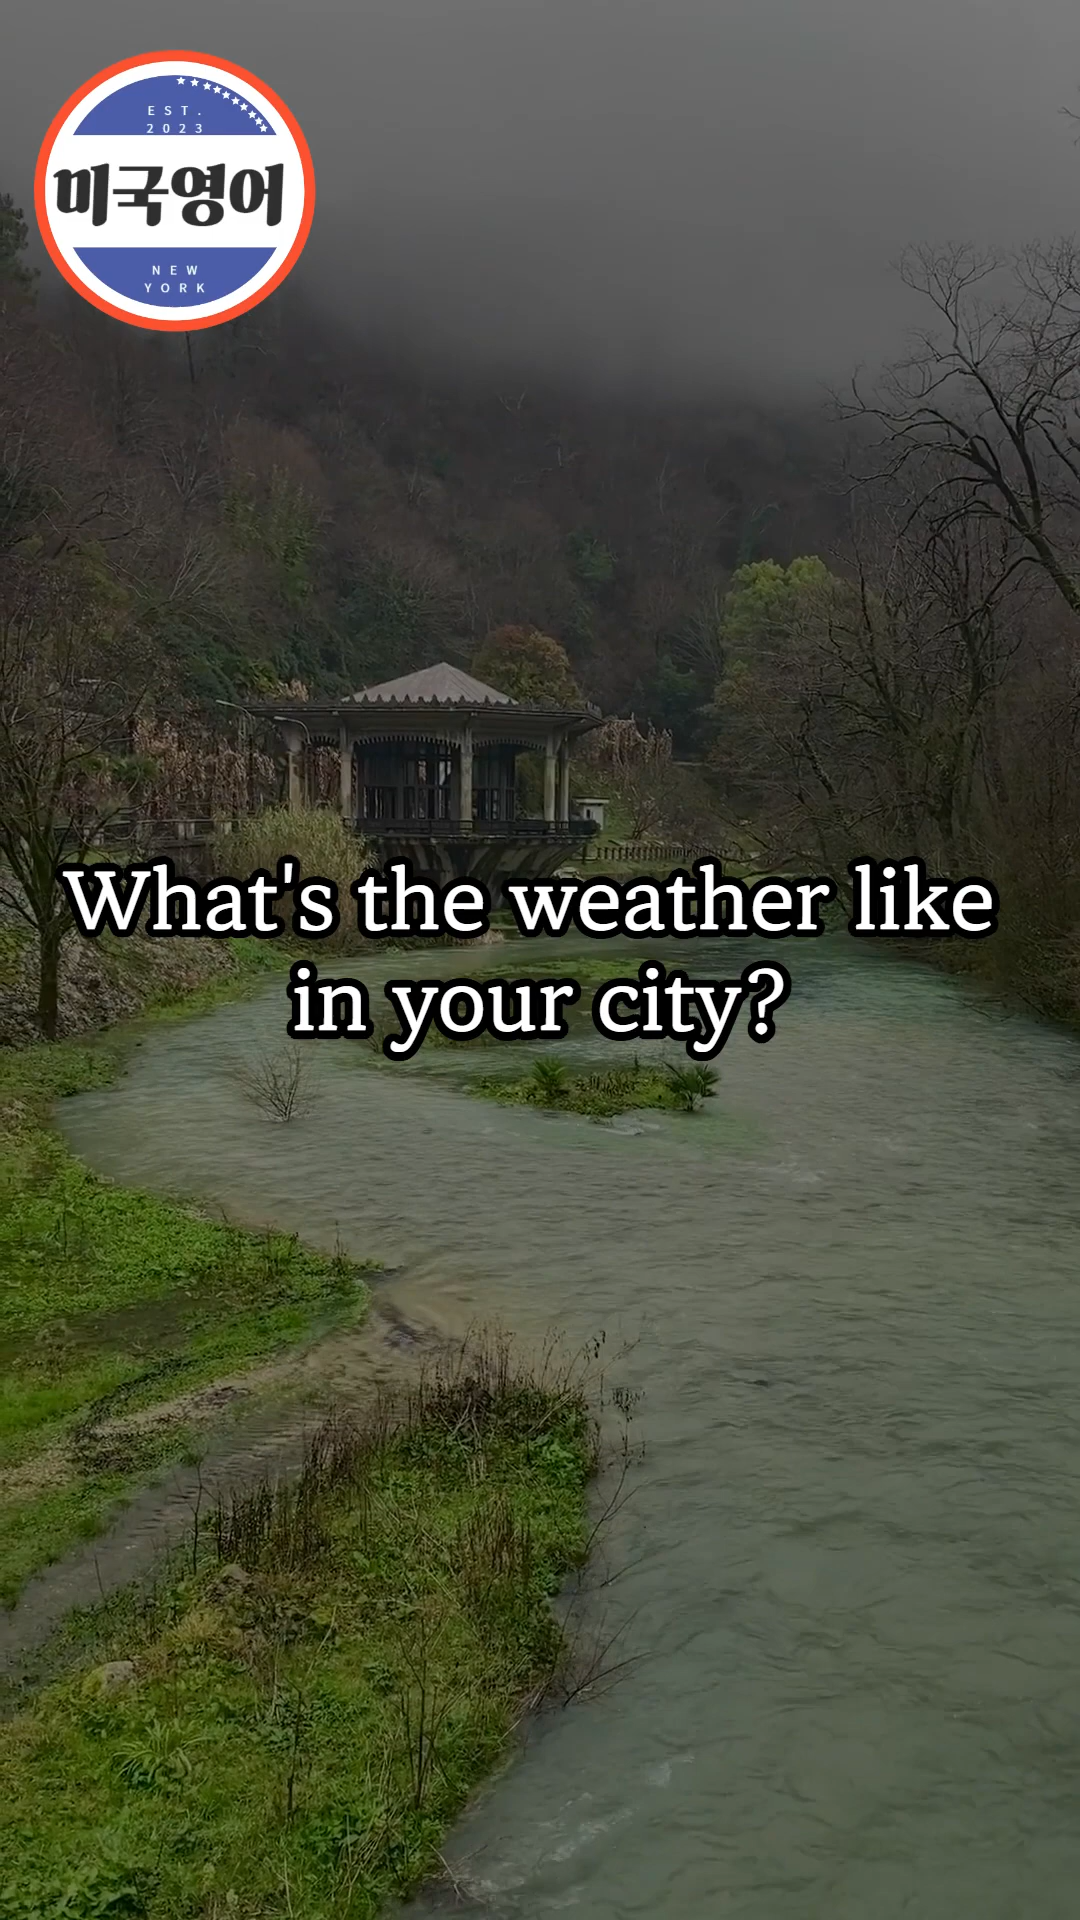 EST.
2023
미국영어
NEW
YORK
What's the weather like
in your city?